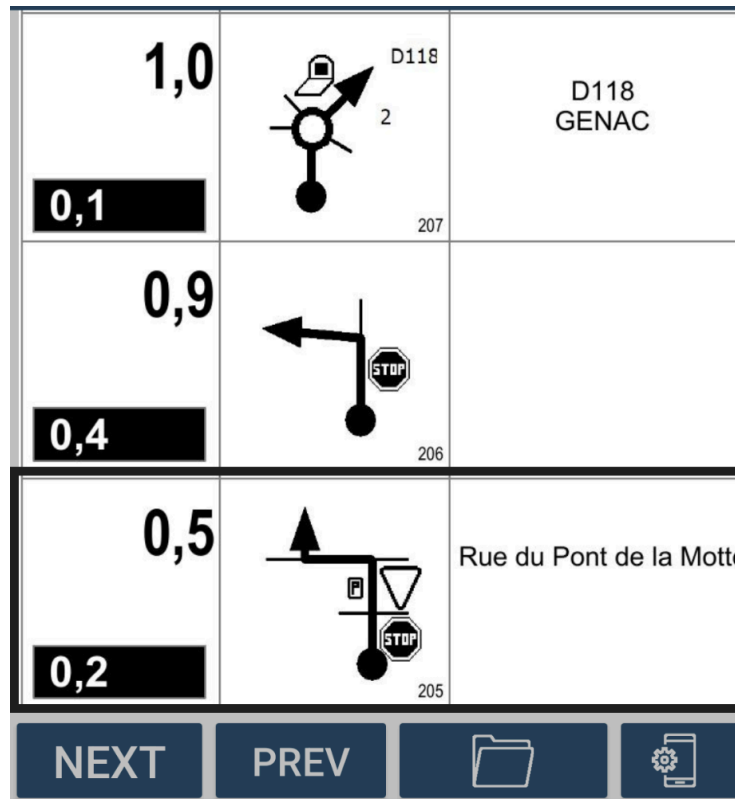 1,0
D118
2
D118
GENAC
0,1
207
0,9
STOP
0,4
206
0,5
P
STOP
Rue du Pont de la Motte
0,2
205
NEXT PREV